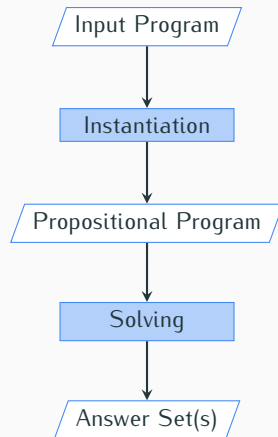 Input Program
Instantiation
Propositional Program
Solving
Answer Set(s)